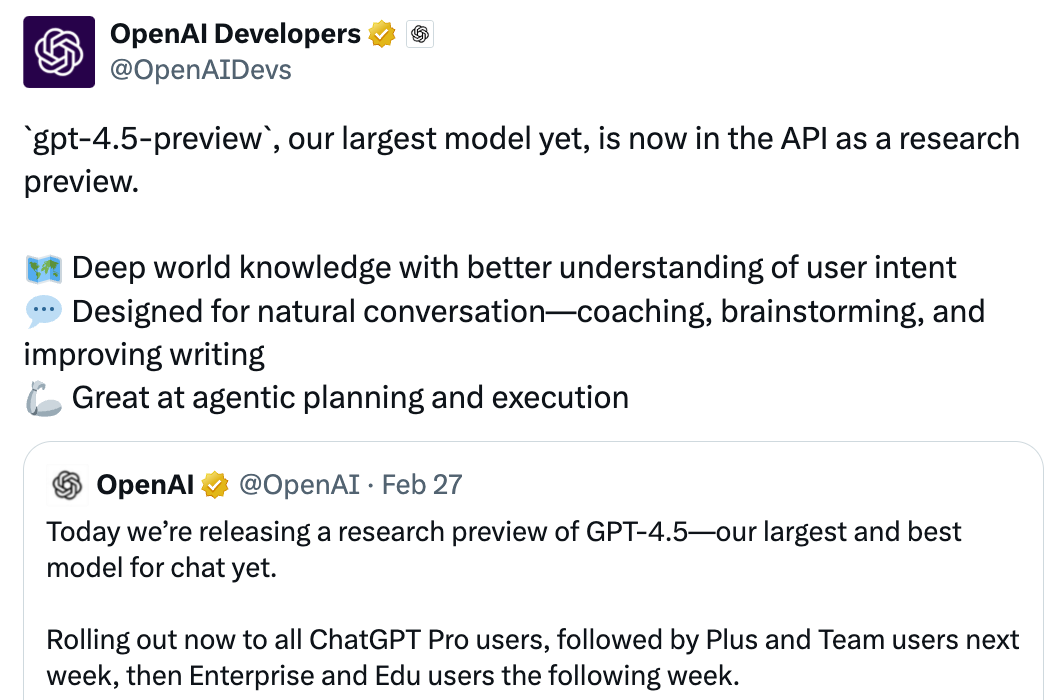 OpenAI Developers
@OpenAIDevs
`gpt-4.5-preview`, our largest model yet, is now in the API as a research
preview.
🗺️ Deep world knowledge with better understanding of user intent
💬 Designed for natural conversation—coaching, brainstorming, and
improving writing
🦾 Great at agentic planning and execution
OpenAI @OpenAI · Feb 27
Today we’re releasing a research preview of GPT-4.5—our largest and best
model for chat yet.
Rolling out now to all ChatGPT Pro users, followed by Plus and Team users next
week, then Enterprise and Edu users the following week.